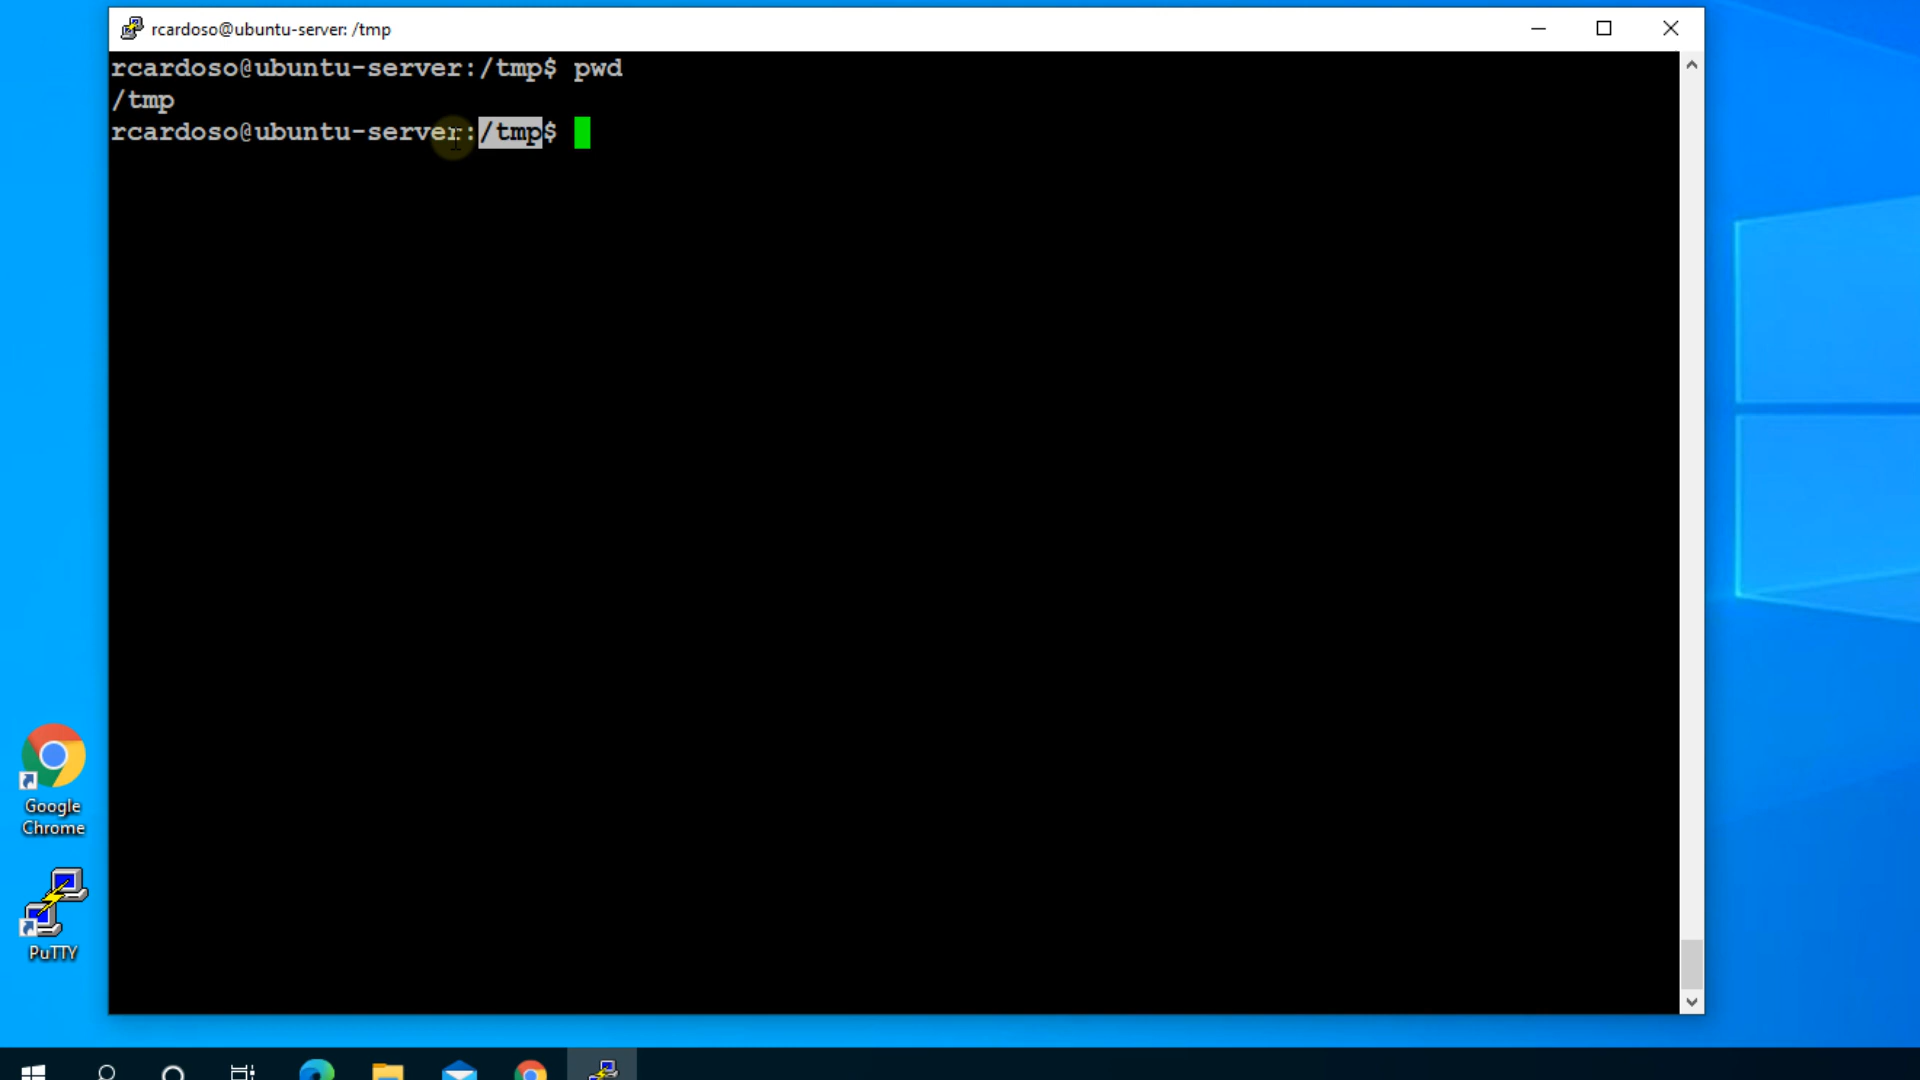 rcardoso@ubuntu-server: /tmp
rcardoso@ubuntu-server:/tmp$ pwd
/tmp
rcardoso@ubuntu-server:/tmp$
Google
Chrome
PuTTY